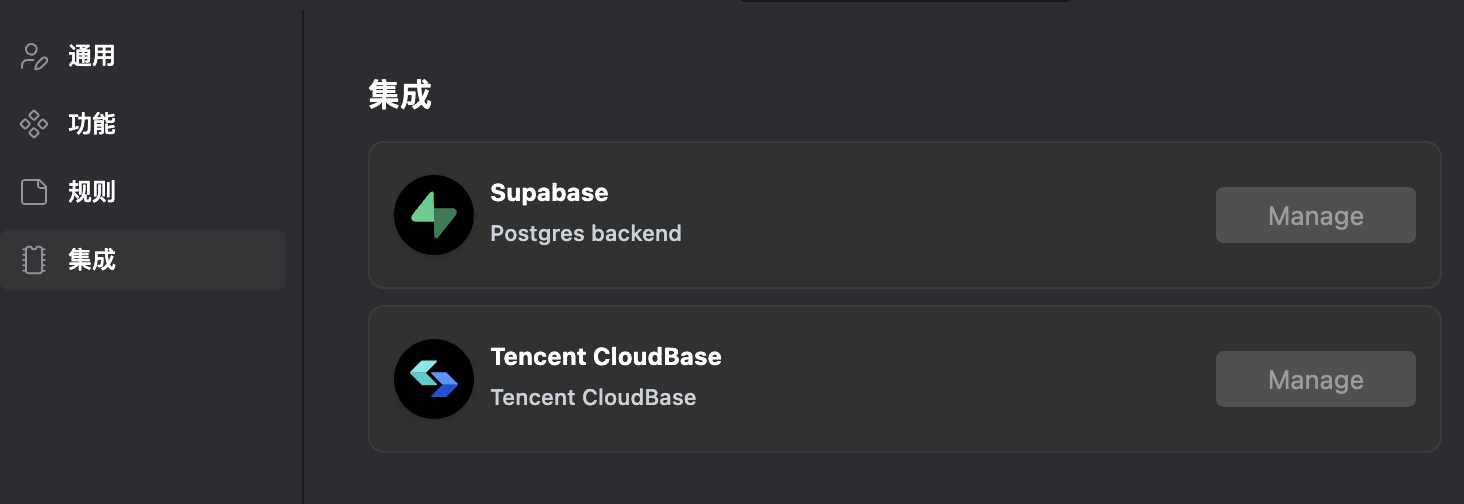 通用
功能
规则
集成
集成
Supabase
Postgres backend
Manage
Tencent CloudBase
Tencent CloudBase
Manage